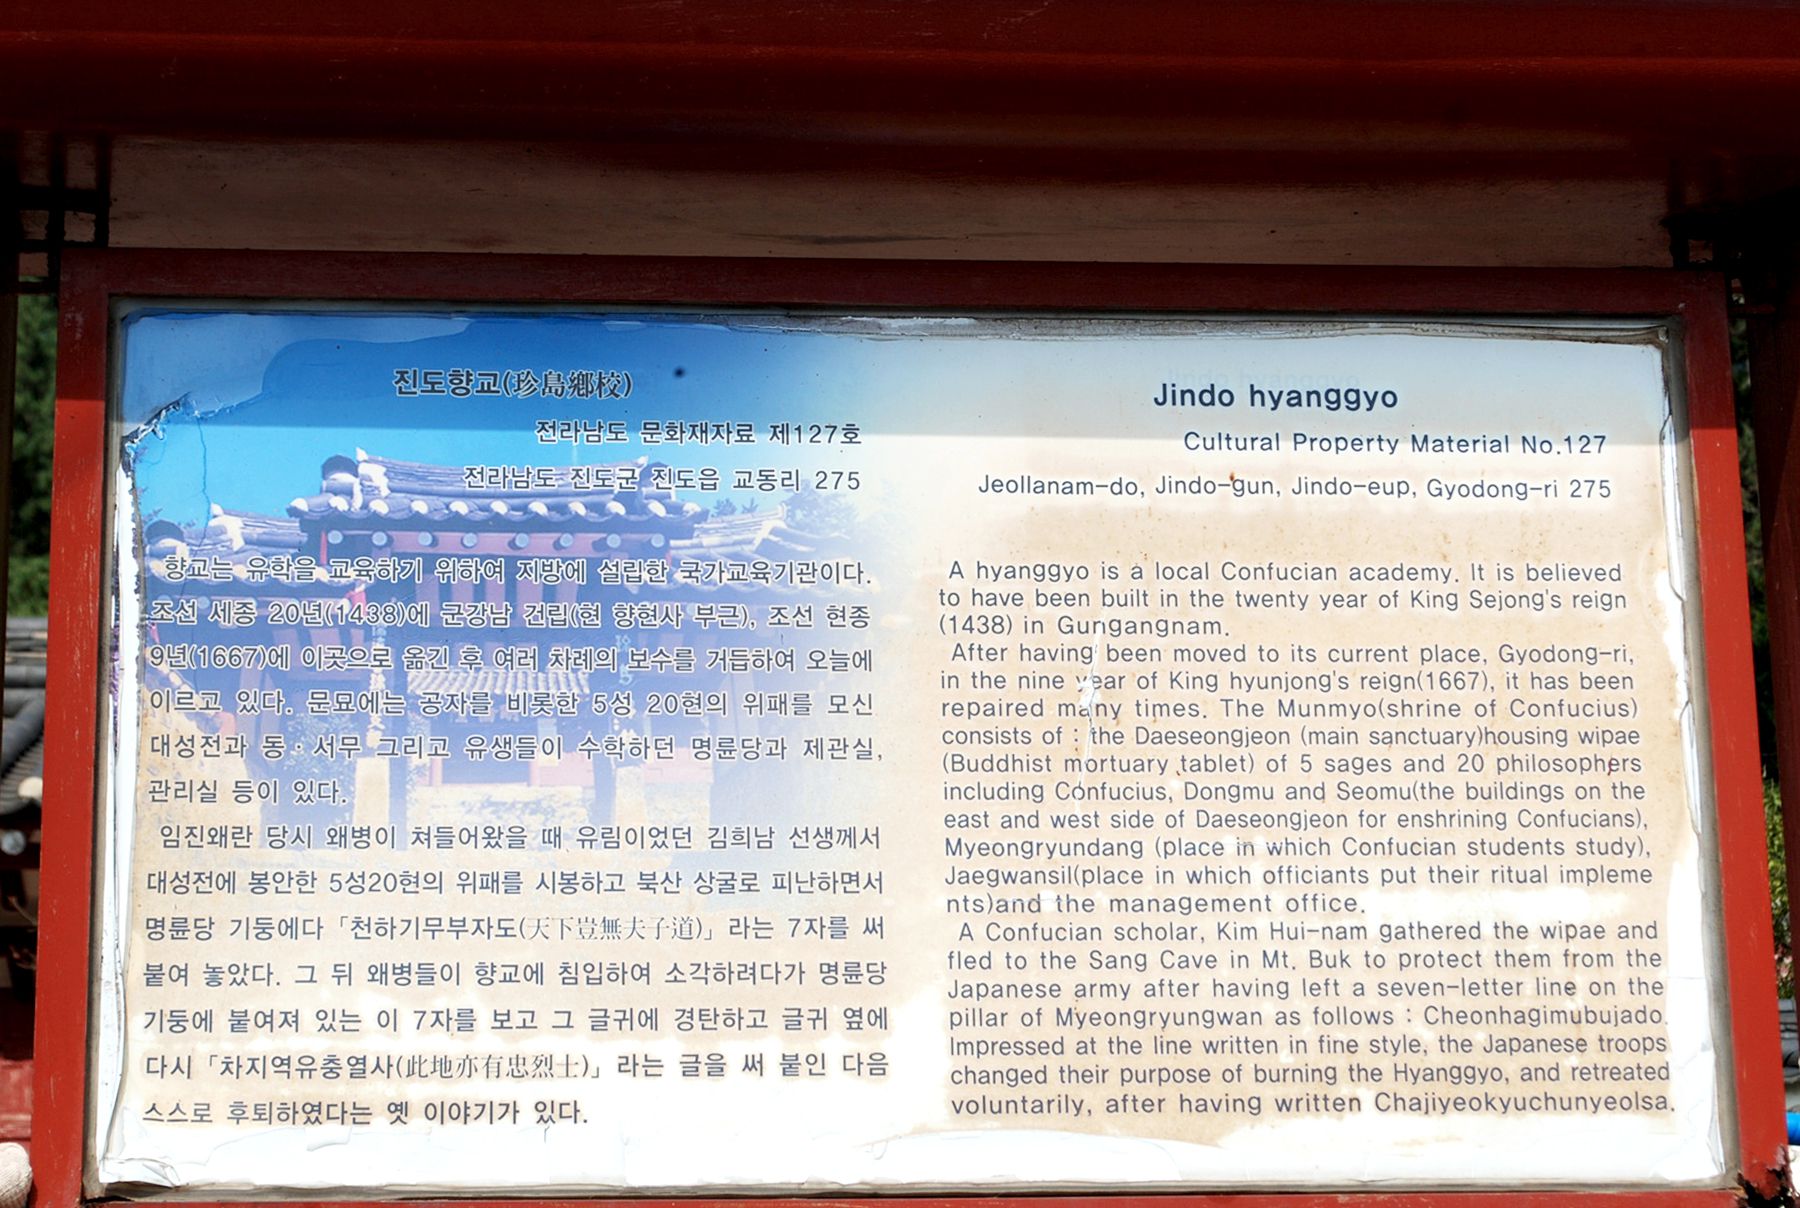 진도향교(珍島鄕校)
전라남도 문화재자료 제127호
전라남도 진도군 진도읍 교동리 275
향교는 유학을 교육하기 위하여 지방에 설립한 국가교육기관이다.
조선 세종 20년(1438)에 군강남 건립(현 향현사 부근), 조선 현종
9년(1667)에 이곳으로 옮긴 후 여러 차례의 보수를 거듭하여 오늘에
이르고 있다. 문묘에는 공자를 비롯한 5성 20현의 위패를 모신
대성전과 동·서무 그리고 유생들이 수학하던 명륜당과 제관실,
관리실 등이 있다.
임진왜란 당시 왜병이 쳐들어왔을 때 유림이었던 김희남 선생께서
대성전에 봉안한 5성20현의 위패를 시봉하고 북산 상굴로 피난하면서
명륜당 기둥에다 「천하기무부자도(天下豈無夫子道)」 라는 7자를 써
붙여 놓았다. 그 뒤 왜병들이 향교에 침입하여 소각하려다가 명륜당
기둥에 붙여져 있는 이 7자를 보고 그 글귀에 경탄하고 글귀 옆에
다시 「차지역유충열사(此地亦有忠烈士)」 라는 글을 써 붙인 다음
스스로 후퇴하였다는 옛 이야기가 있다.
Jindo hyanggyo
Cultural Property Material No.127
Jeollanam-do, Jindo-gun, Jindo-eup, Gyodong-ri 275
A hyanggyo is a local Confucian academy. It is believed
to have been built in the twenty year of King Sejong's reign
(1438) in Gungangnam.
After having been moved to its current place, Gyodong-ri,
in the nine year of King hyunjong's reign(1667), it has been
repaired many times. The Munmyo(shrine of Confucius)
consists of : the Daeseongjeon (main sanctuary)housing wipae
(Buddhist mortuary tablet) of 5 sages and 20 philosophers
including Confucius, Dongmu and Seomu(the buildings on the
east and west side of Daeseongjeon for enshrining Confucians),
Myeongryundang (place in which Confucian students study),
Jaegwansil(place in which officiants put their ritual impleme
nts)and the management office.
A Confucian scholar, Kim Hui-nam gathered the wipae and
fled to the Sang Cave in Mt. Buk to protect them from the
Japanese army after having left a seven-letter line on the
pillar of Myeongryungwan as follows : Cheonhagimubujado.
Impressed at the line written in fine style, the Japanese troops
changed their purpose of burning the Hyanggyo, and retreated
voluntarily, after having written Chajiyeokyuchunyeolsa.